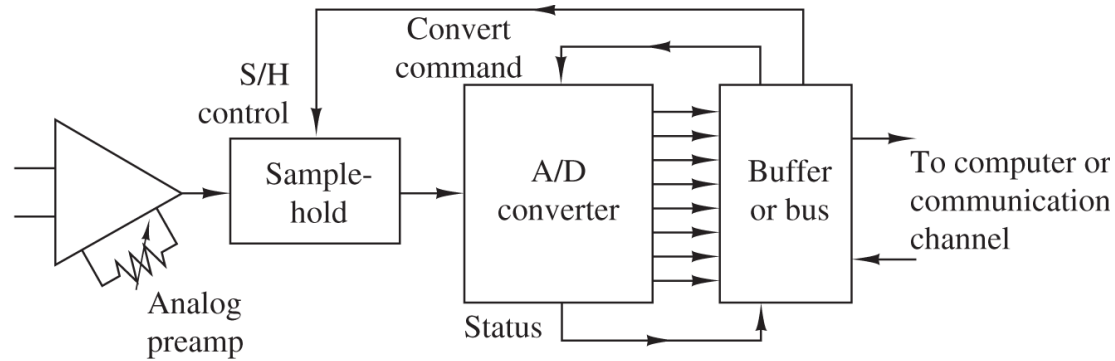 Convert
command
S/H
control
Sample-
hold
A/D
converter
Buffer
or bus
To computer or
communication
channel
Analog
preamp
Status